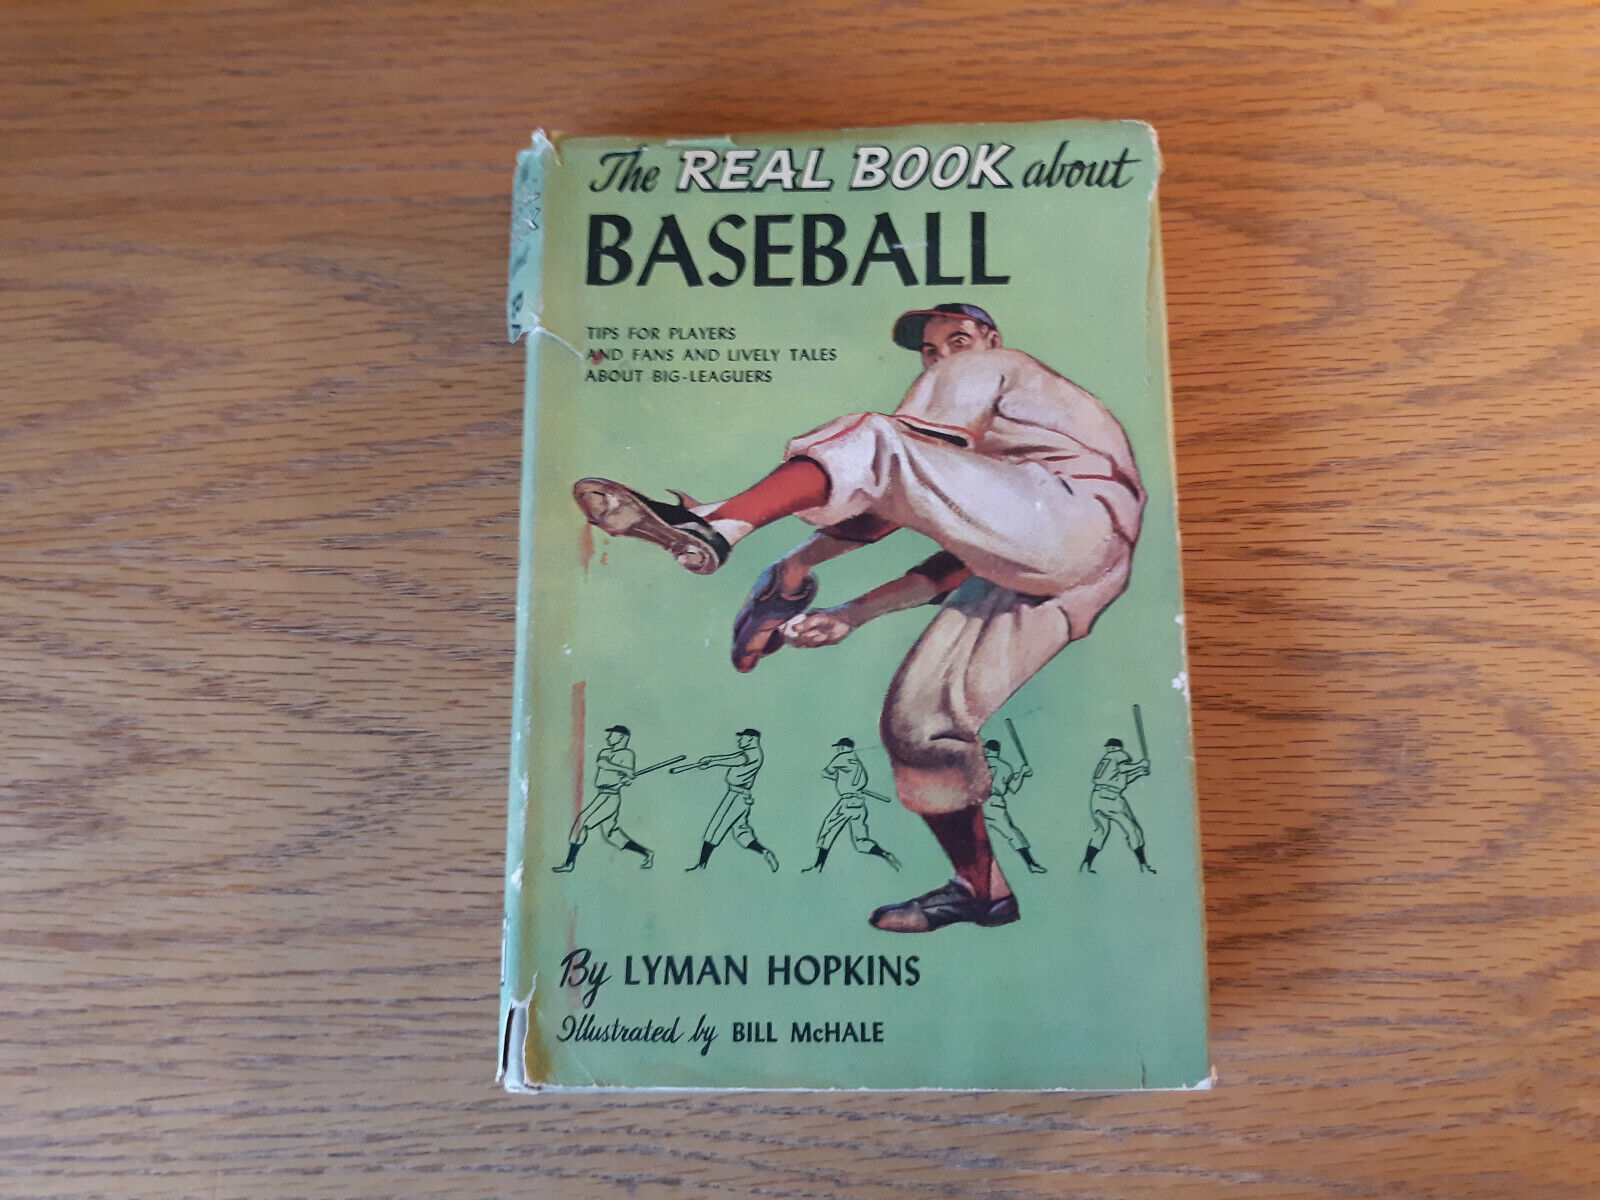 The REAL BOOK about
BASEBALL
TIPS FOR PLAYERS
AND FANS AND LIVELY TALES
ABOUT BIG-LEAGUERS
By LYMAN HOPKINS
Illustrated by BILL McHALE